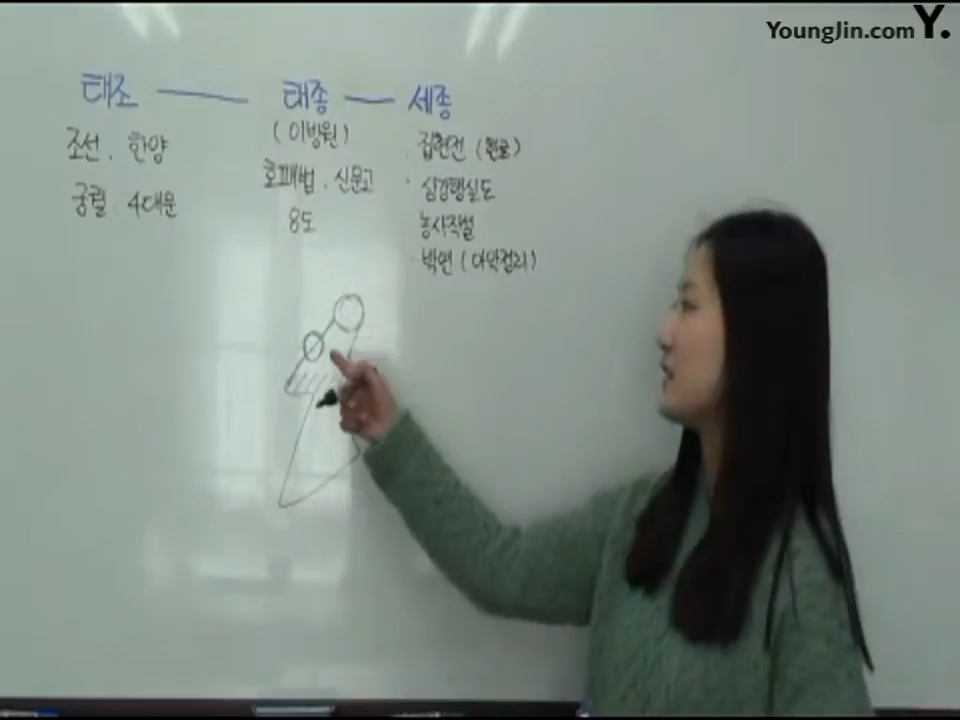 YoungJin.com Y.
태조 태종 세종
조선. 한양 (이방원) 집현전 (한글)
궁궐 4대문 호패법. 신문고 삼강행실도
8도 농사직설
박연 (아악정리)